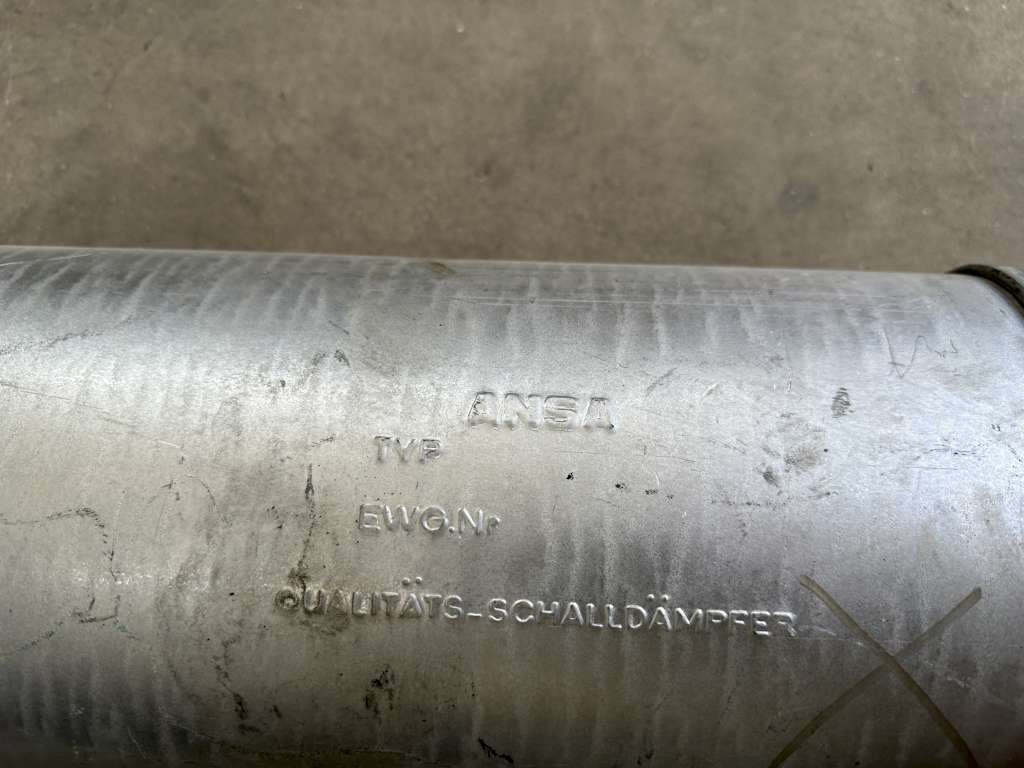 ANSA
TYP
EWG.Nr
QUALITÄTS-SCHALLDÄMPFER